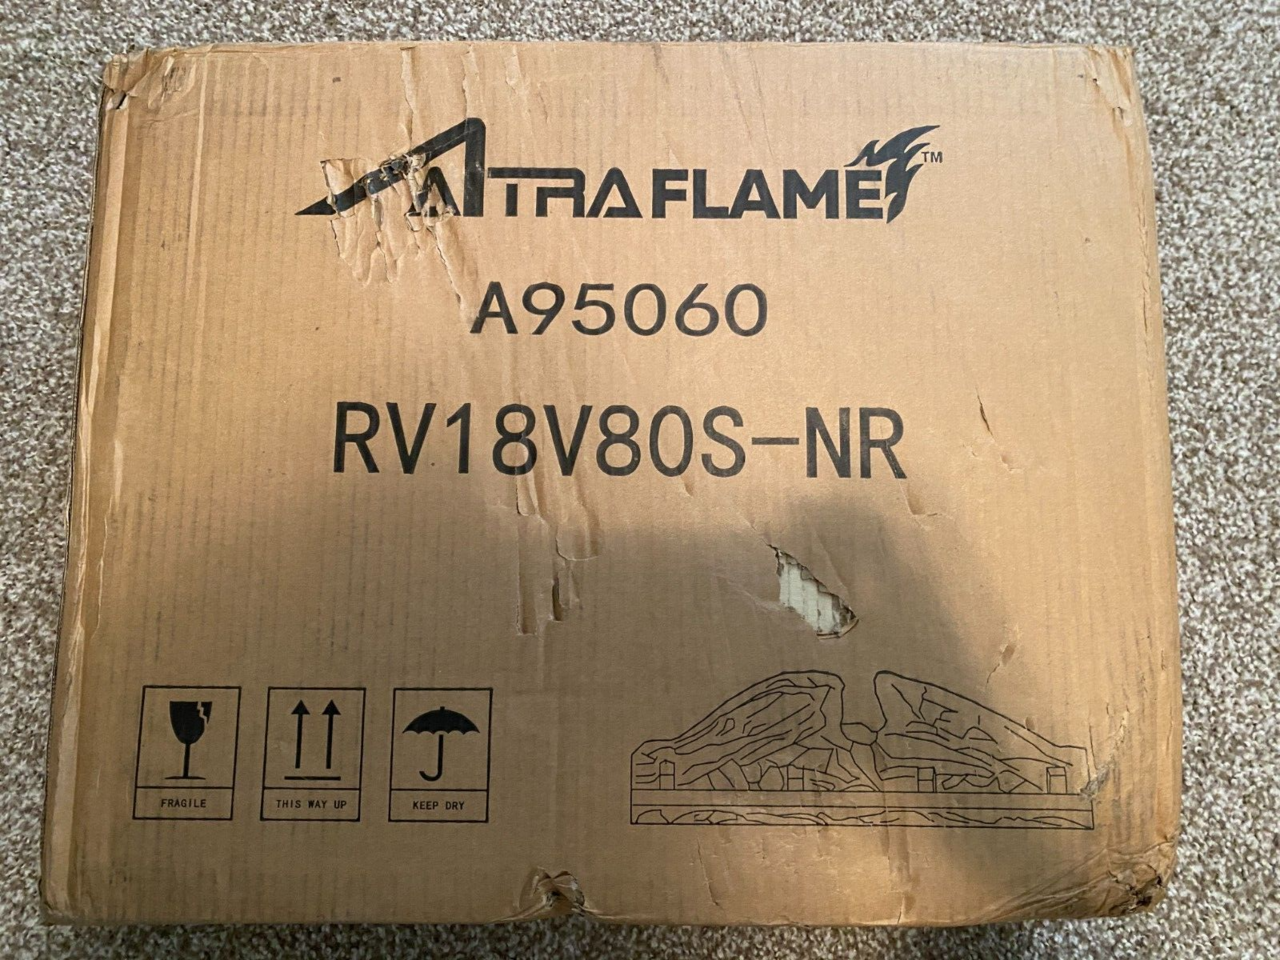 ATRAFLAME™
A95060
RV18V80S-NR
FRAGILE
THIS WAY UP
KEEP DRY